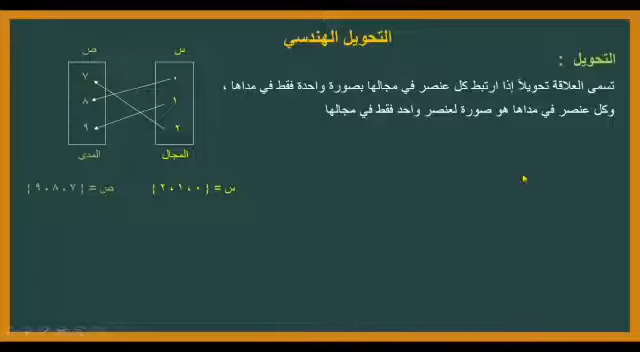 التحويل الهندسي
التحويل :
تسمى العلاقة تحويلاً إذا ارتبط كل عنصر في مجالها بصورة واحدة فقط في مداها ،
وكل عنصر في مداها هو صورة لعنصر واحد فقط في مجالها
س
ص
٠
٧
١
٨
٢
٩
المجال
المدى
س = { ٠ ، ١ ، ٢ }
ص = { ٧ ، ٨ ، ٩ }